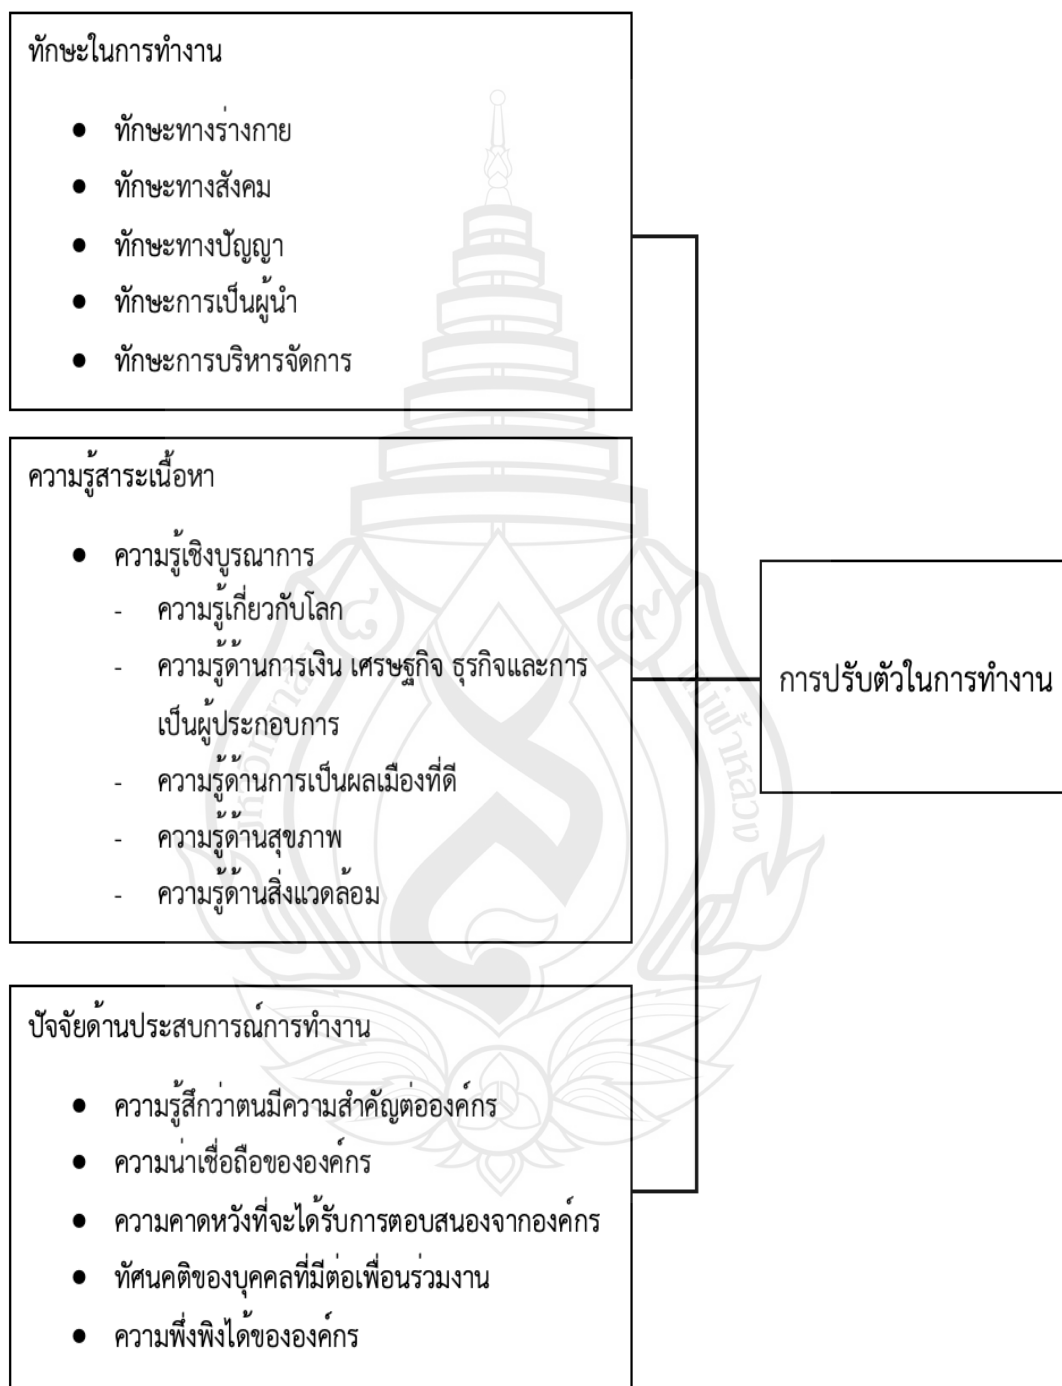 ทักษะในการทำงาน
● ทักษะทางร่างกาย
● ทักษะทางสังคม
● ทักษะทางปัญญา
● ทักษะการเป็นผู้นำ
● ทักษะการบริหารจัดการ
ความรู้สาระเนื้อหา
● ความรู้เชิงบูรณาการ
- ความรู้เกี่ยวกับโลก
- ความรู้ด้านการเงิน เศรษฐกิจ ธุรกิจและการ
เป็นผู้ประกอบการ
- ความรู้ด้านการเป็นผลเมืองที่ดี
- ความรู้ด้านสุขภาพ
- ความรู้ด้านสิ่งแวดล้อม
ปัจจัยด้านประสบการณ์การทำงาน
● ความรู้สึกว่าตนมีความสำคัญต่อองค์กร
● ความน่าเชื่อถือขององค์กร
● ความคาดหวังที่จะได้รับการตอบสนองจากองค์กร
● ทัศนคติของบุคคลที่มีต่อเพื่อนร่วมงาน
● ความพึ่งพิงได้ขององค์กร
การปรับตัวในการทำงาน
มหาวิทยาลัย
แม่ฟ้าหลวง
๘
๙